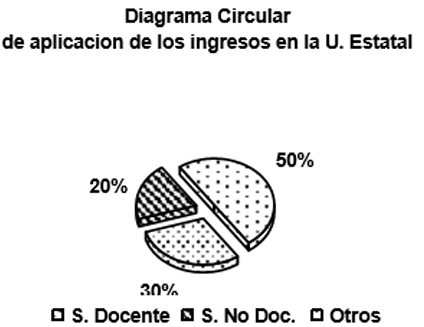 Diagrama Circular
de aplicacion de los ingresos en la U. Estatal
50%
20%
30%
S. Docente S. No Doc. Otros